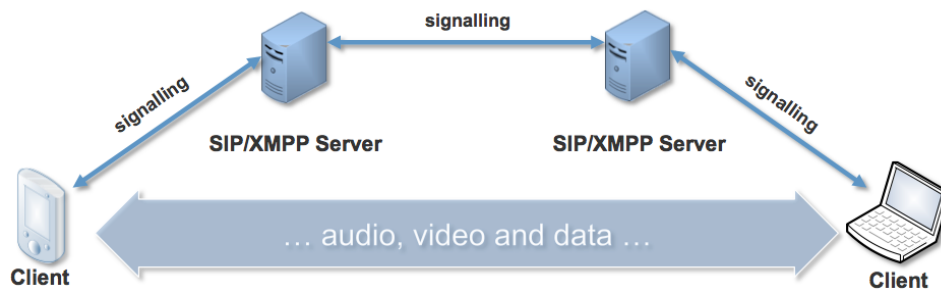 signalling
signalling
signalling
SIP/XMPP Server
SIP/XMPP Server
... audio, video and data ...
Client
Client